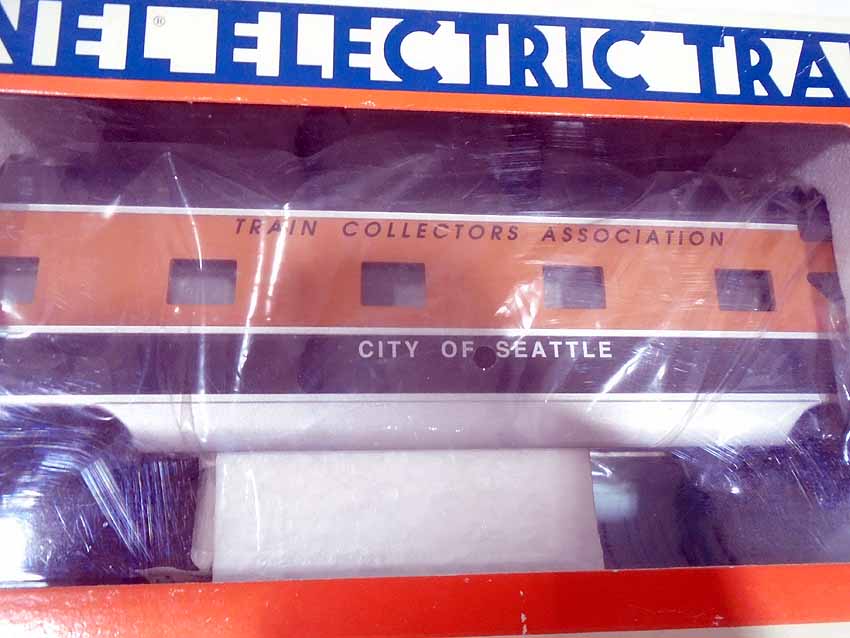 NEL® ELECTRIC TRA
TRAIN COLLECTORS ASSOCIATION
CITY OF SEATTLE